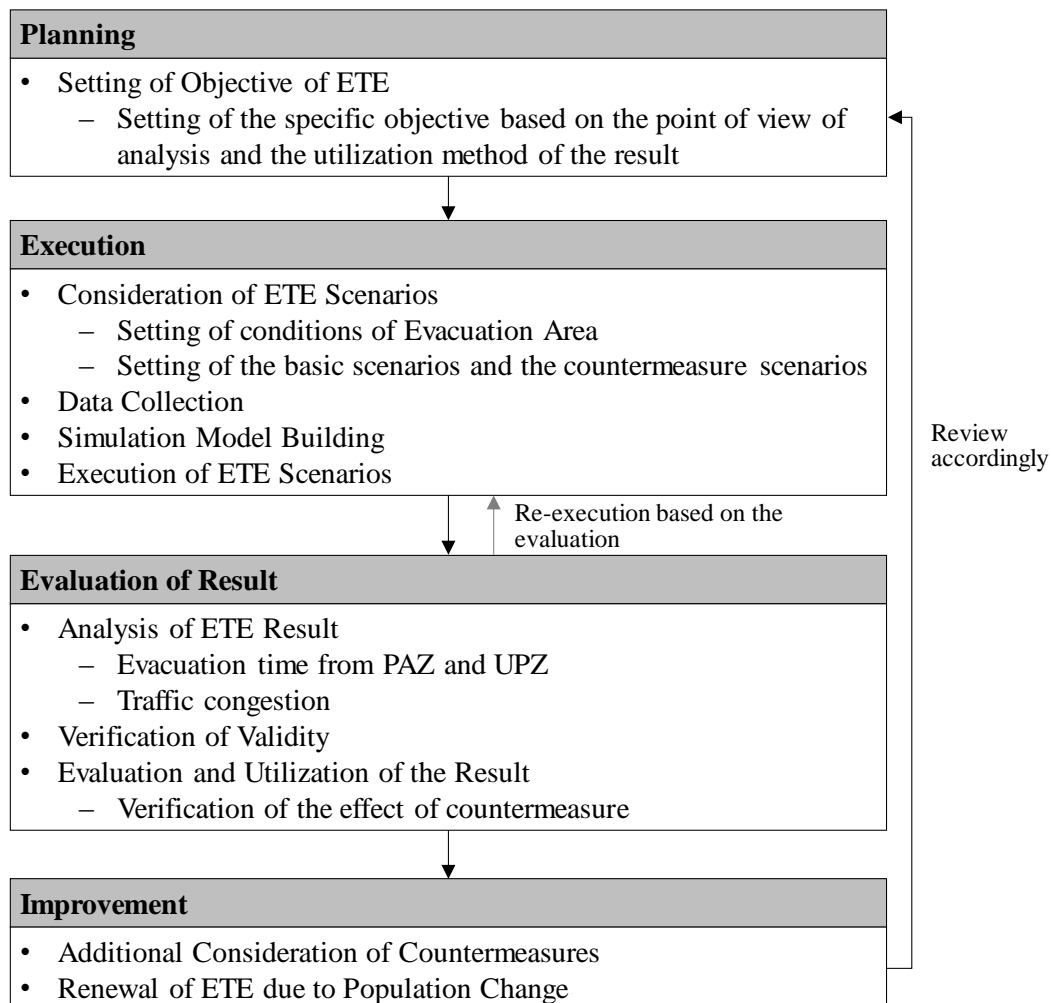 Planning
• Setting of Objective of ETE
– Setting of the specific objective based on the point of view of
analysis and the utilization method of the result
Execution
• Consideration of ETE Scenarios
– Setting of conditions of Evacuation Area
– Setting of the basic scenarios and the countermeasure scenarios
• Data Collection
• Simulation Model Building
• Execution of ETE Scenarios
Review
accordingly
Re-execution based on the
evaluation
Evaluation of Result
• Analysis of ETE Result
– Evacuation time from PAZ and UPZ
– Traffic congestion
• Verification of Validity
• Evaluation and Utilization of the Result
– Verification of the effect of countermeasure
Improvement
• Additional Consideration of Countermeasures
• Renewal of ETE due to Population Change